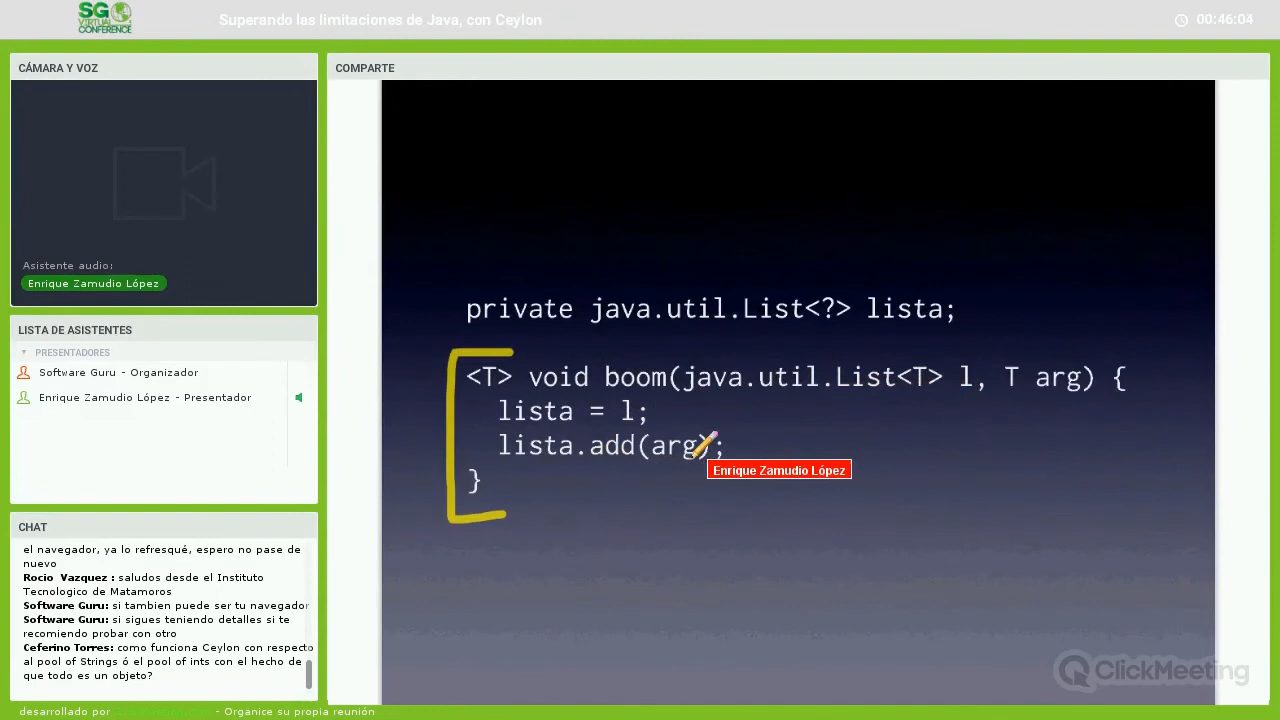 SG
VIRTUAL
CONFERENCE
Superando las limitaciones de Java, con Ceylon
00:46:04
CÁMARA Y VOZ
Asistente audio:
Enrique Zamudio López
LISTA DE ASISTENTES
PRESENTADORES
Software Guru - Organizador
Enrique Zamudio López - Presentador
CHAT
el navegador, ya lo refresqué, espero no pase de
nuevo
Rocio Vazquez : saludos desde el Instituto
Tecnologico de Matamoros
Software Guru: si tambien puede ser tu navegador
Software Guru: si sigues teniendo detalles si te
recomiendo probar con otro
Ceferino Torres: como funciona Ceylon con respecto
al pool of Strings ó el pool of ints con el hecho de
que todo es un objeto?
desarrollado por - Organice su propia reunión
COMPARTE
private java.util.List<?> lista;
<T> void boom(java.util.List<T> l, T arg) {
lista = l;
lista.add(arg);
}
Enrique Zamudio López
ClickMeeting